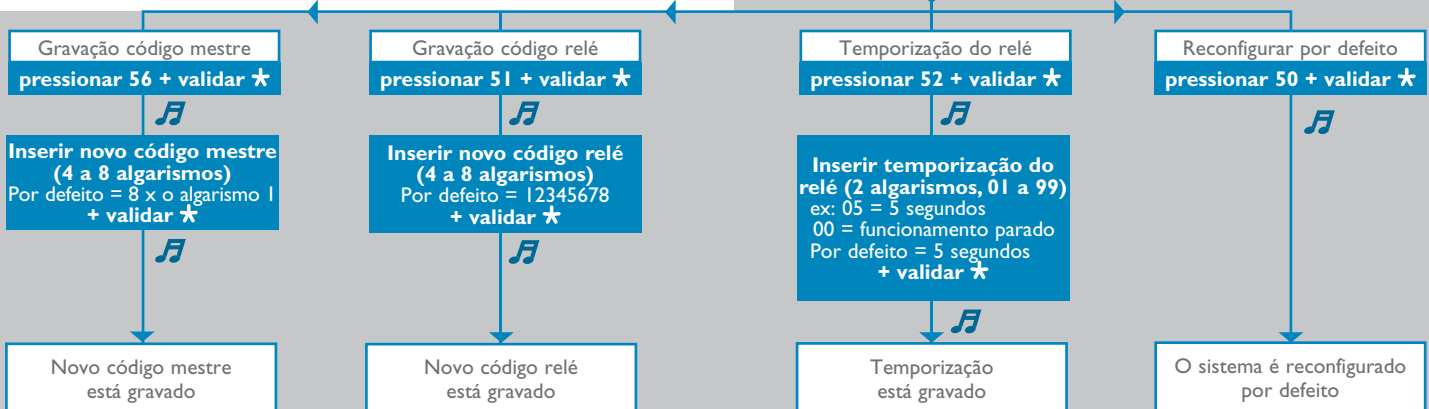 Gravação código mestre
pressionar 56 + validar *
Inserir novo código mestre
(4 a 8 algarismos)
Por defeito = 8 x o algarismo 1
+ validar *
Novo código mestre
está gravado
Gravação código relé
pressionar 51 + validar *
Inserir novo código relé
(4 a 8 algarismos)
Por defeito = 12345678
+ validar *
Novo código relé
está gravado
Temporização do relé
pressionar 52 + validar *
Inserir temporização do
relé (2 algarismos, 01 a 99)
ex: 05 = 5 segundos
00 = funcionamento parado
Por defeito = 5 segundos
+ validar *
Temporização
está gravado
Reconfigurar por defeito
pressionar 50 + validar *
O sistema é reconfigurado
por defeito